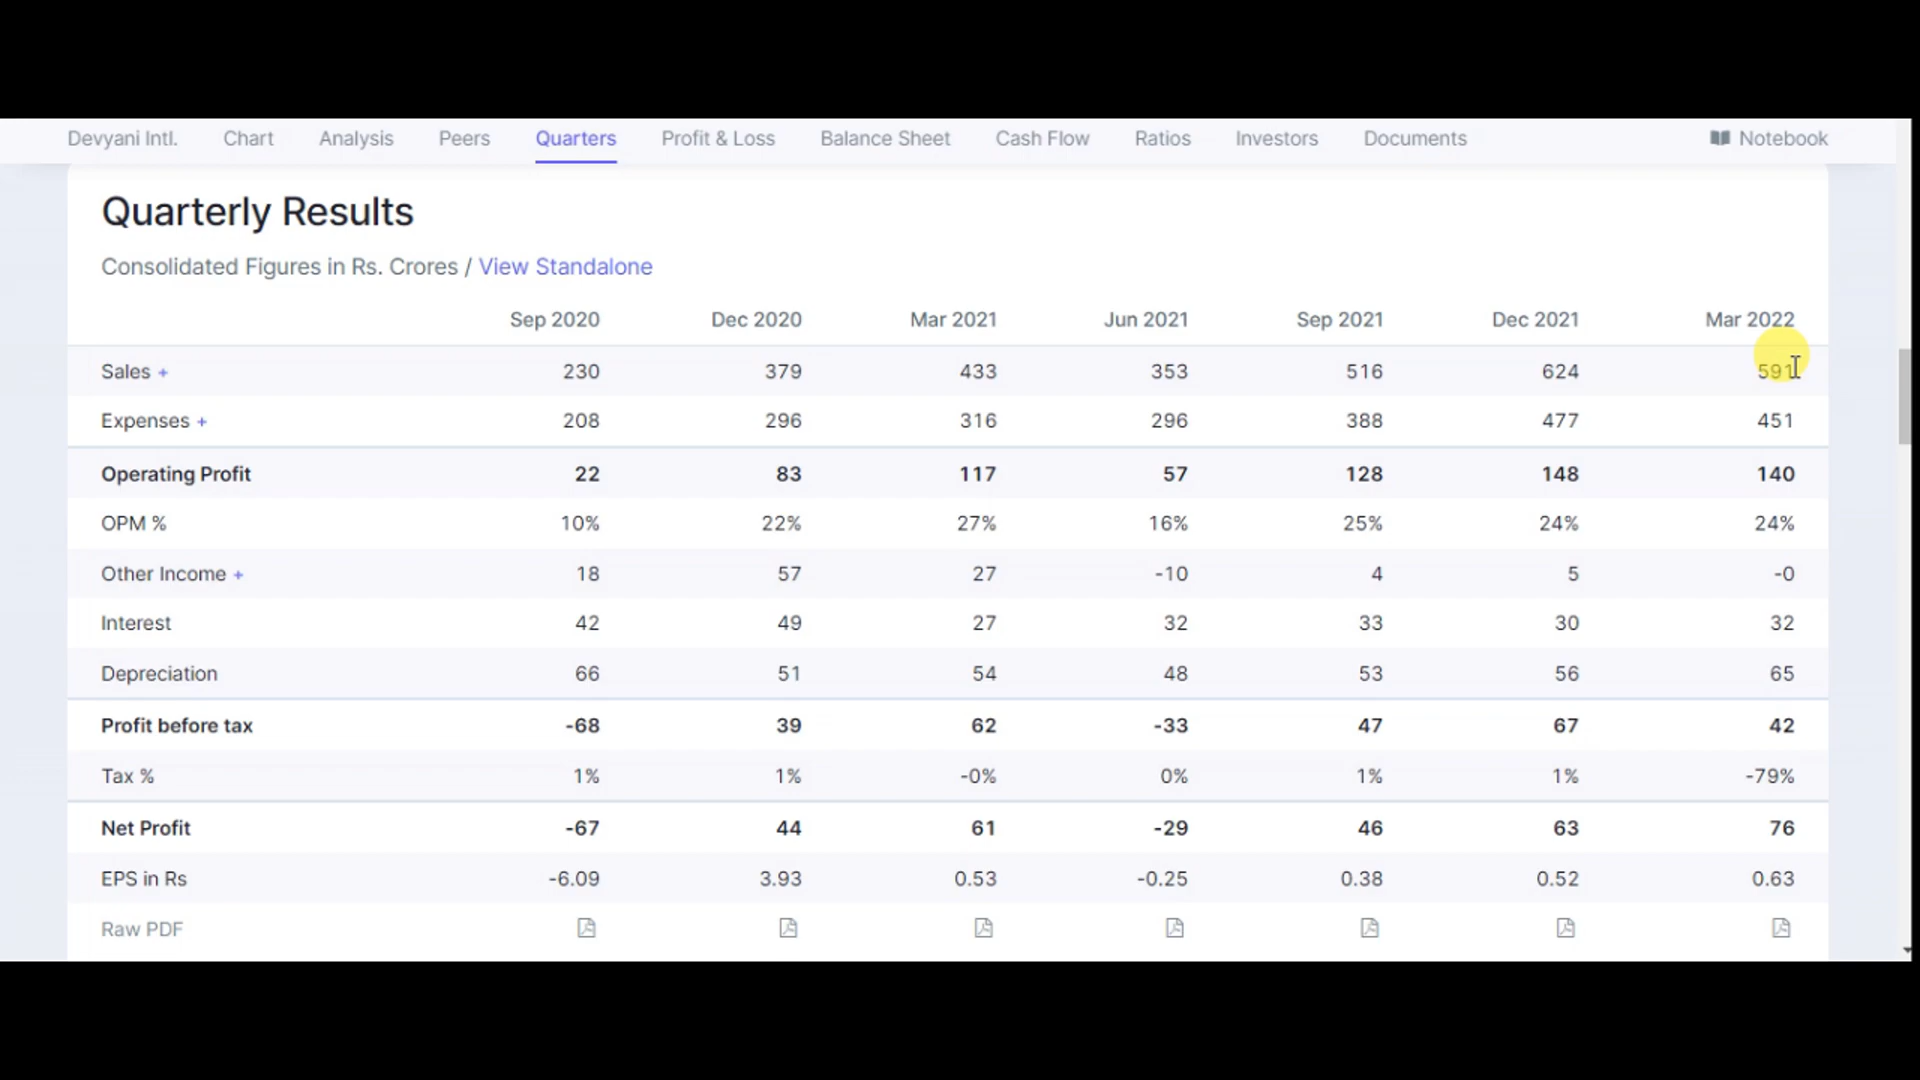 Devyani Intl. Chart Analysis Peers Quarters Profit & Loss Balance Sheet Cash Flow Ratios Investors Documents Notebook
Quarterly Results
Consolidated Figures in Rs. Crores / View Standalone
Sep 2020 Dec 2020 Mar 2021 Jun 2021 Sep 2021 Dec 2021 Mar 2022
Sales + 230 379 433 353 516 624 591
Expenses + 208 296 316 296 388 477 451
Operating Profit 22 83 117 57 128 148 140
OPM % 10% 22% 27% 16% 25% 24% 24%
Other Income + 18 57 27 -10 4 5 -0
Interest 42 49 27 32 33 30 32
Depreciation 66 51 54 48 53 56 65
Profit before tax -68 39 62 -33 47 67 42
Tax % 1% 1% -0% 0% 1% 1% -79%
Net Profit -67 44 61 -29 46 63 76
EPS in Rs -6.09 3.93 0.53 -0.25 0.38 0.52 0.63
Raw PDF